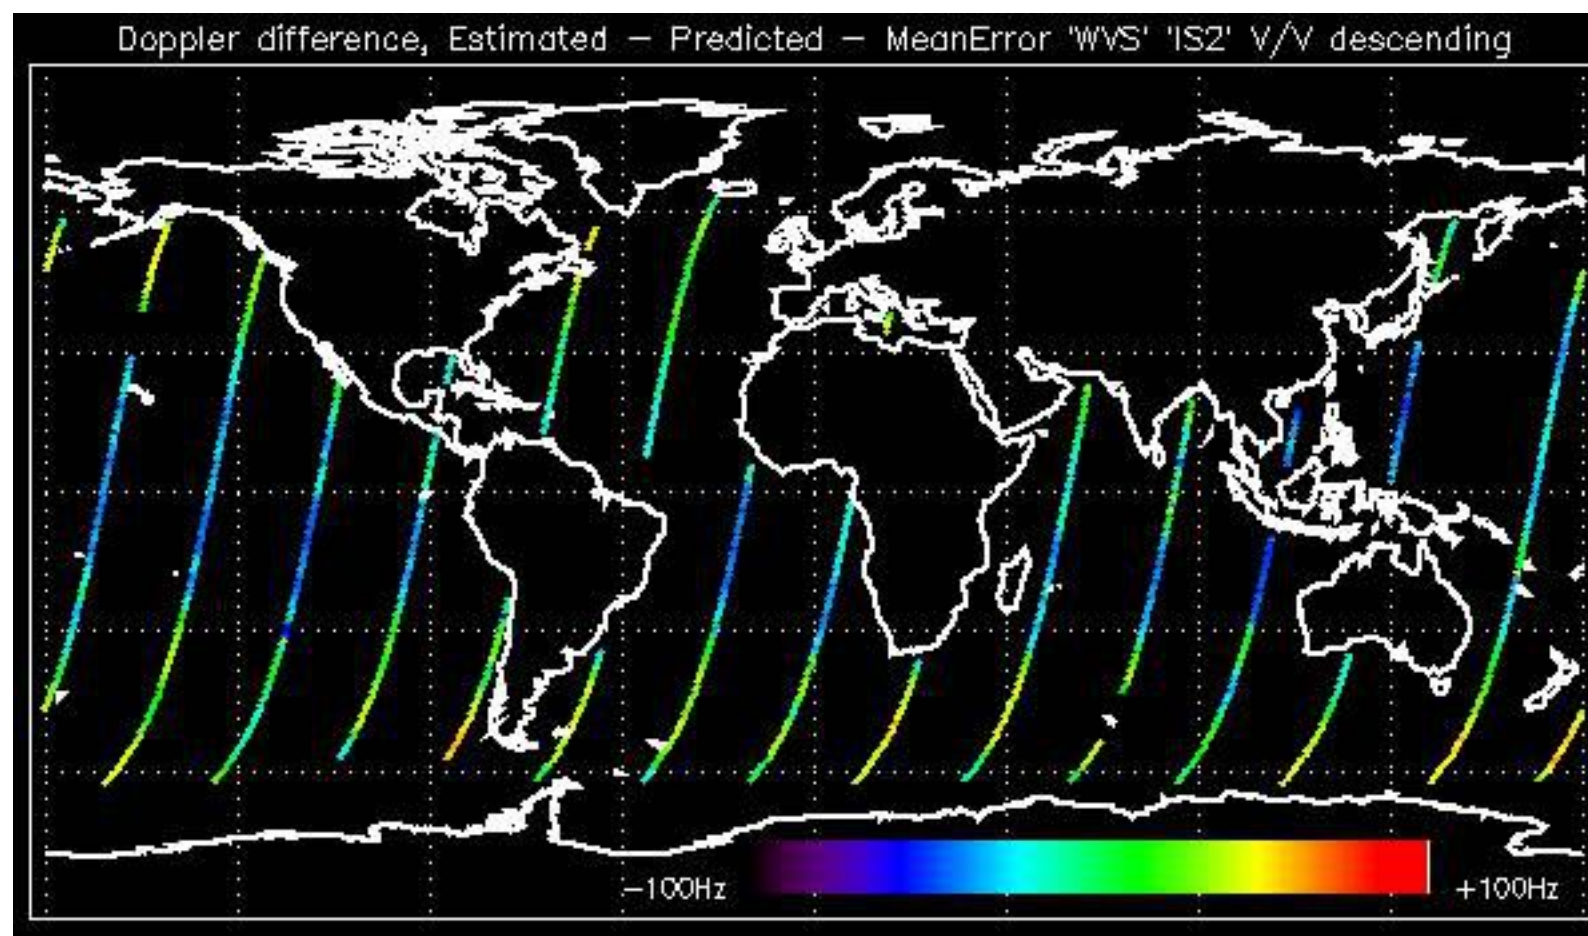 Doppler difference, Estimated - Predicted - MeanError 'WVS' 'IS2' V/V descending
-100Hz +100Hz